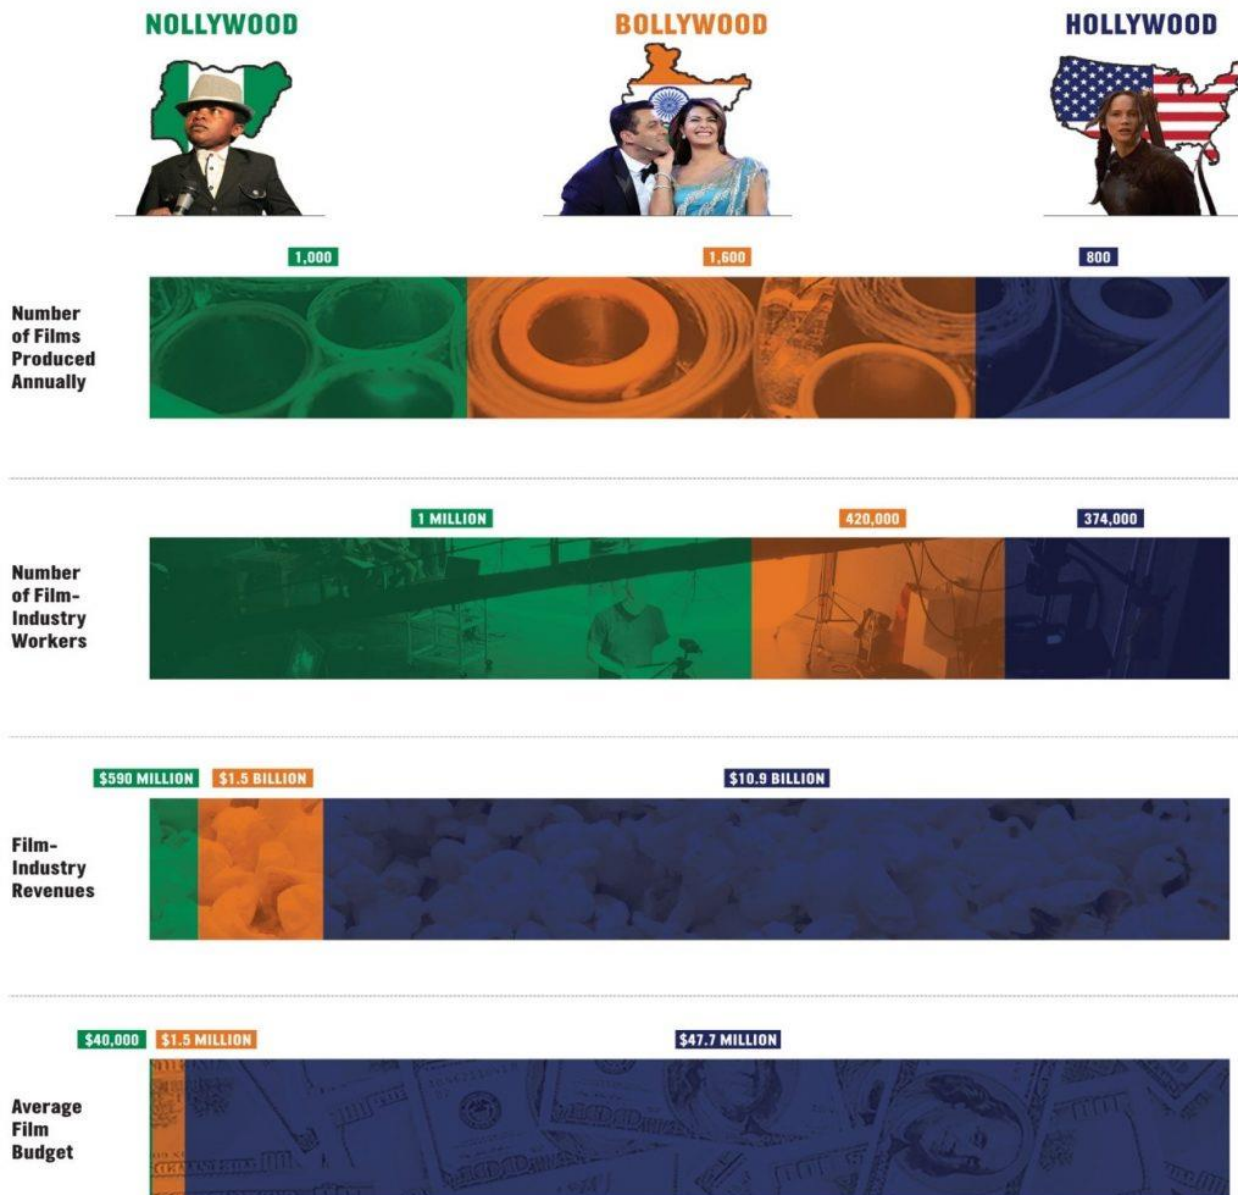 NOLLYWOOD
BOLLYWOOD
HOLLYWOOD
1,000
1,600
800
Number
of Films
Produced
Annually
1 MILLION
420,000
374,000
Number
of Film-
Industry
Workers
$590 MILLION
$1.5 BILLION
$10.9 BILLION
Film-
Industry
Revenues
$40,000
$1.5 MILLION
$47.7 MILLION
Average
Film
Budget